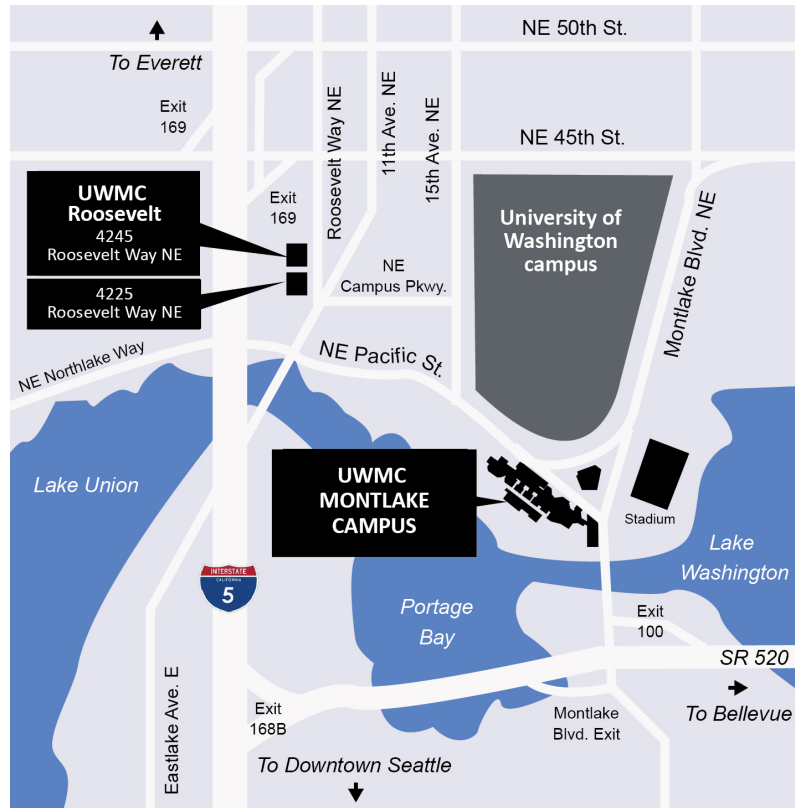 NE 50th St.
To Everett
Exit
169
Roosevelt Way NE
11th Ave. NE
15th Ave. NE
NE 45th St.
UWMC
Roosevelt
4245
Roosevelt Way NE
4225
Roosevelt Way NE
Exit
169
University of
Washington
campus
Montlake Blvd. NE
NE
Campus Pkwy.
NE Northlake Way
NE Pacific St.
Lake Union
UWMC
MONTLAKE
CAMPUS
Stadium
Lake
Washington
INTERSTATE
CALIFORNIA
5
Portage
Bay
Exit
100
SR 520
To Bellevue
Eastlake Ave. E
Exit
168B
Montlake
Blvd. Exit
To Downtown Seattle